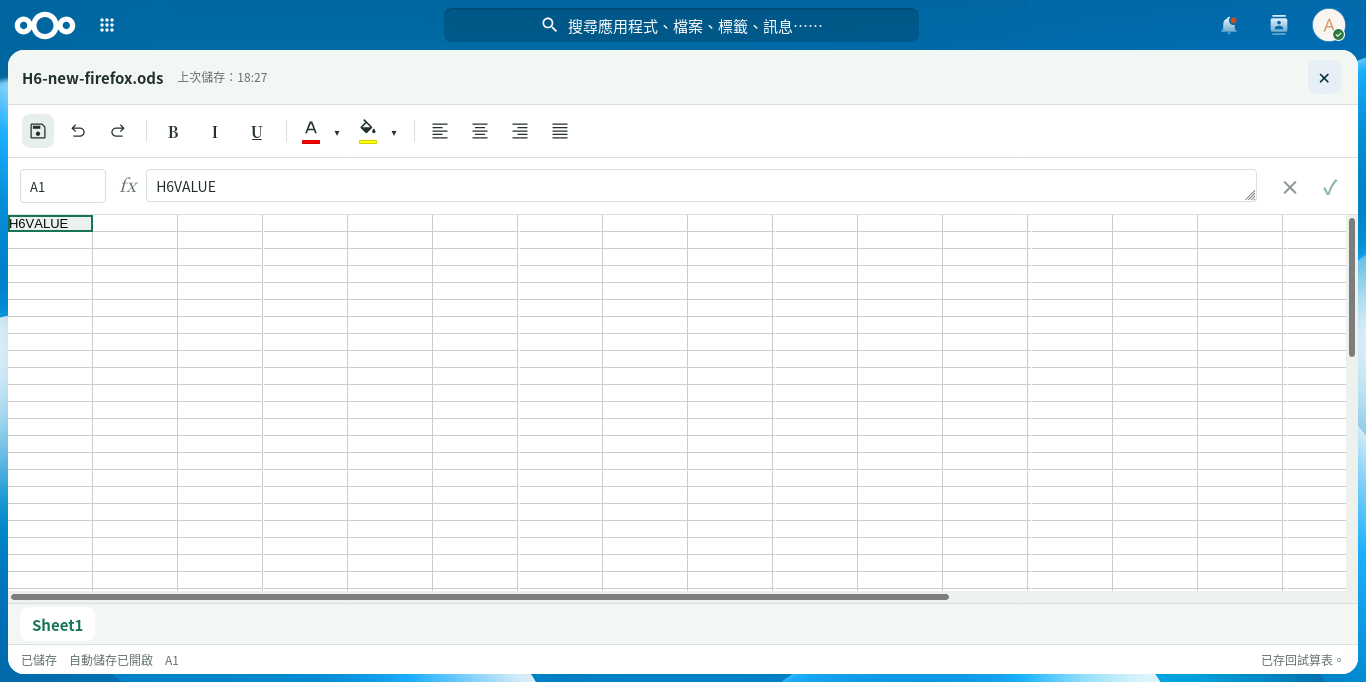 搜尋應用程式、檔案、標籤、訊息⋯⋯
A
H6-new-firefox.ods 上次儲存：18:27
B I U A
A1 fx H6VALUE
H6VALUE
Sheet1
已儲存 自動儲存已開啟 A1 已存回試算表。